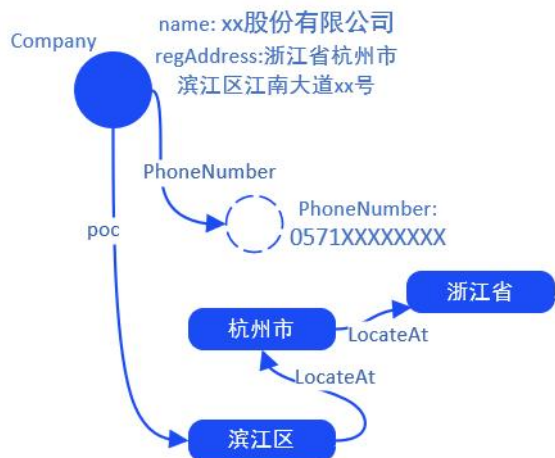 Company
name: xx股份有限公司
regAddress:浙江省杭州市
滨江区江南大道xx号
PhoneNumber
PhoneNumber:
0571XXXXXXXX
poc
浙江省
杭州市
LocateAt
LocateAt
滨江区